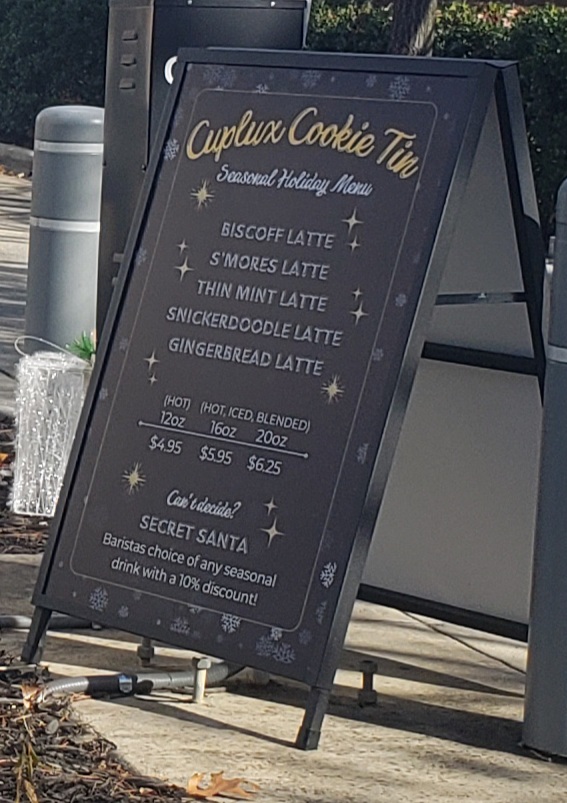 Cuplux Cookie Tin
Seasonal Holiday Menu
BISCOFF LATTE
S'MORES LATTE
THIN MINT LATTE
SNICKERDOODLE LATTE
GINGERBREAD LATTE
(HOT) (HOT, ICED, BLENDED)
12oz 16oz 20oz
$4.95 $5.95 $6.25
Can't decide?
SECRET SANTA
Baristas choice of any seasonal
drink with a 10% discount!